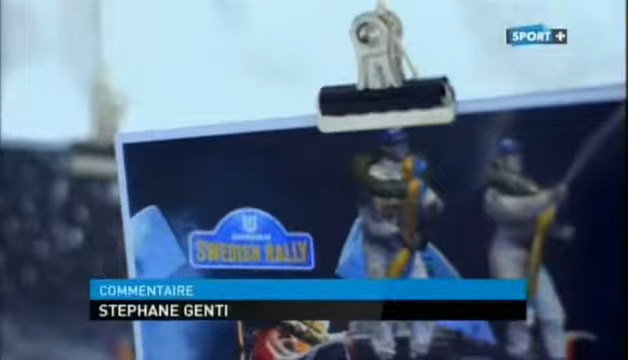 SPORT+
SWEDISH RALLY
COMMENTAIRE
STEPHANE GENTI